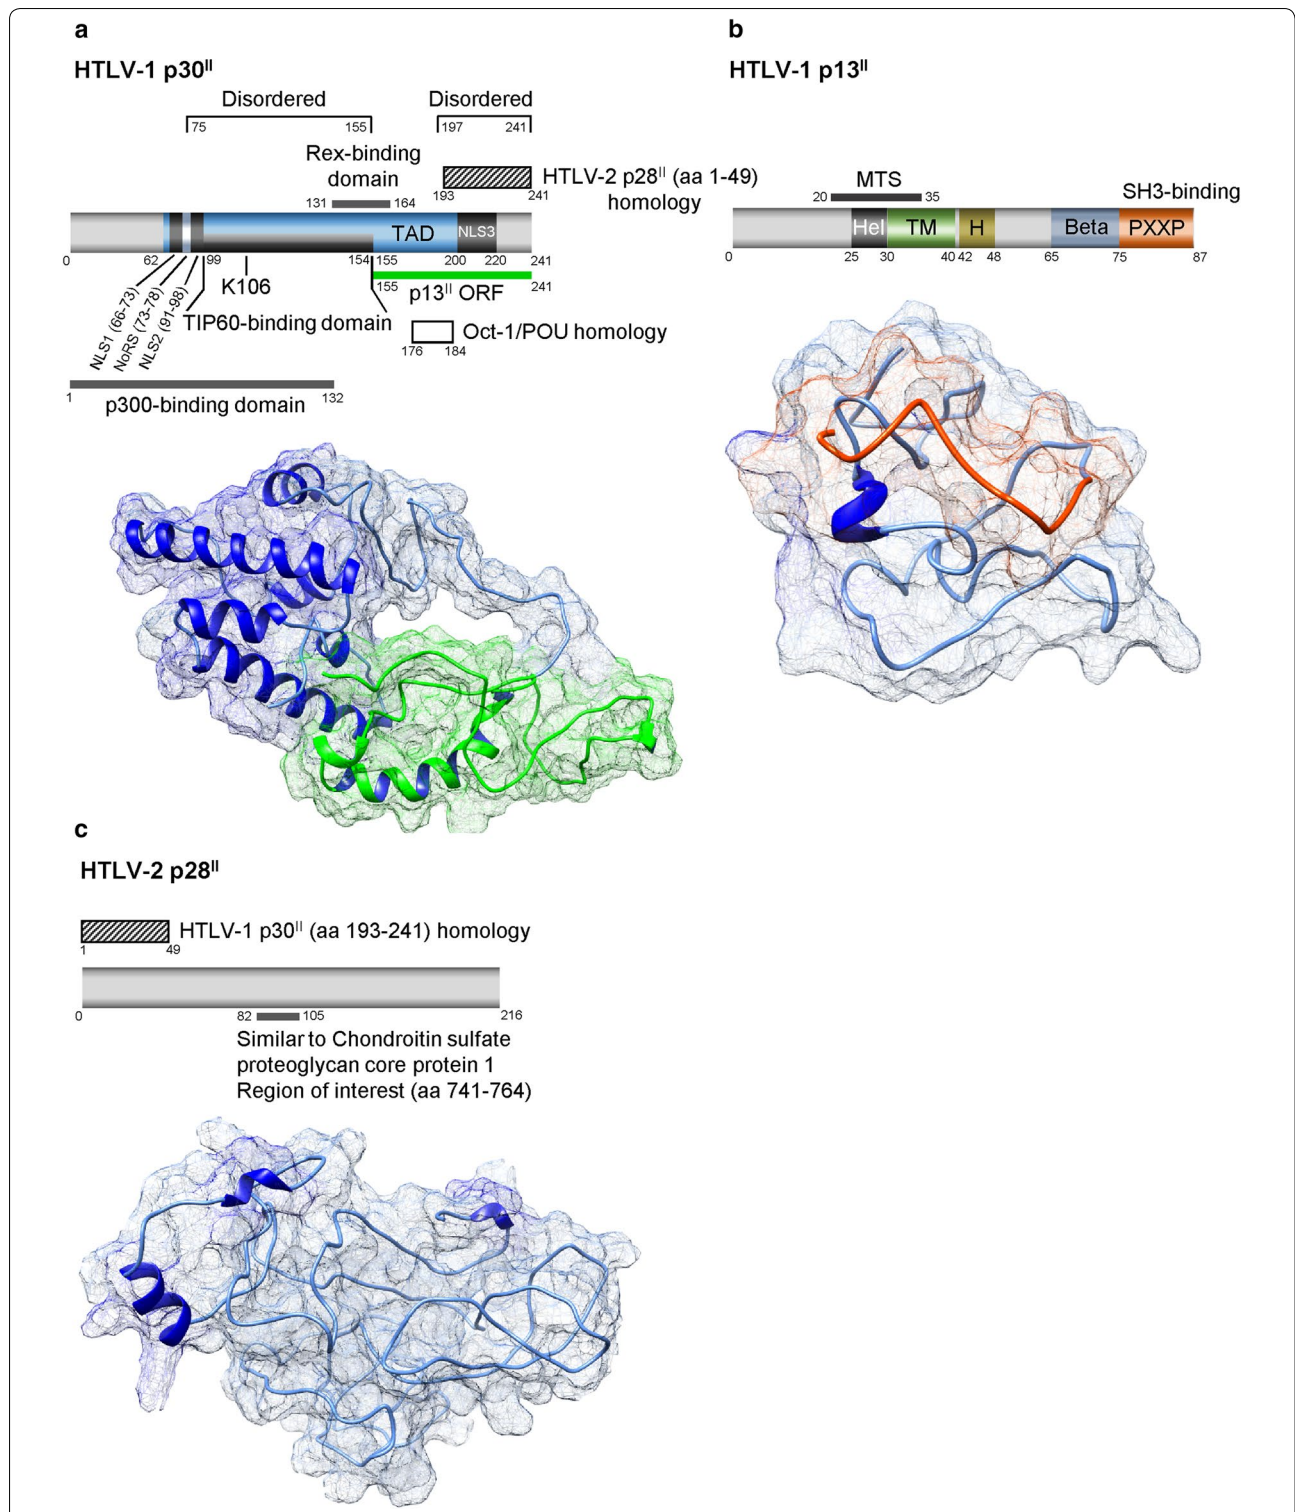 a
HTLV-1 p30II
Disordered
75 155
Disordered
197 241
Rex-binding
domain
131 164
HTLV-2 p28II (aa 1-49)
homology
193 241
TAD
NLS3
0 62 99 154 155 200 220 241
NLS1 (66-73)
NoRS (73-78)
NLS2 (91-98)
K106
155 241
p13II ORF
TIP60-binding domain
Oct-1/POU homology
176 184
1 132
p300-binding domain
b
HTLV-1 p13II
MTS
20 35
SH3-binding
Hel TM H Beta PXXP
0 25 30 40 42 48 65 75 87
c
HTLV-2 p28II
HTLV-1 p30II (aa 193-241) homology
1 49
0 82 105 216
Similar to Chondroitin sulfate
proteoglycan core protein 1
Region of interest (aa 741-764)